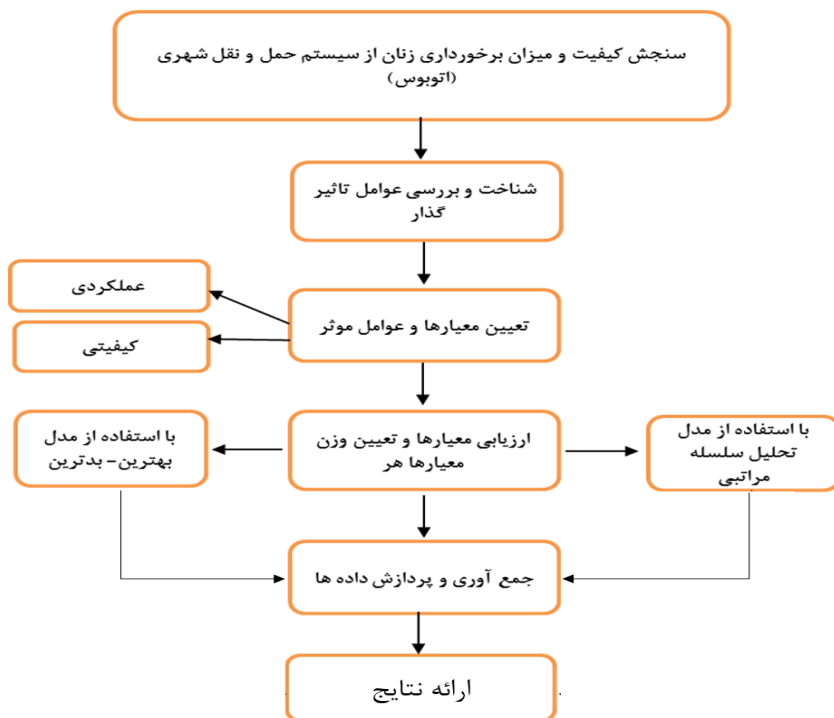 سنجش کیفیت و میزان برخورداری زنان از سیستم حمل و نقل شهری
(اتوبوس)
شناخت و بررسی عوامل تاثیر
گذار
عملکردی
تعیین معیارها و عوامل موثر
کیفیتی
با استفاده از مدل
تحلیل سلسله
مراتبی
ارزیابی معیارها و تعیین وزن
معیارها هر
با استفاده از مدل
بهترین- بدترین
جمع آوری و پردازش داده ها
ارائه نتایج